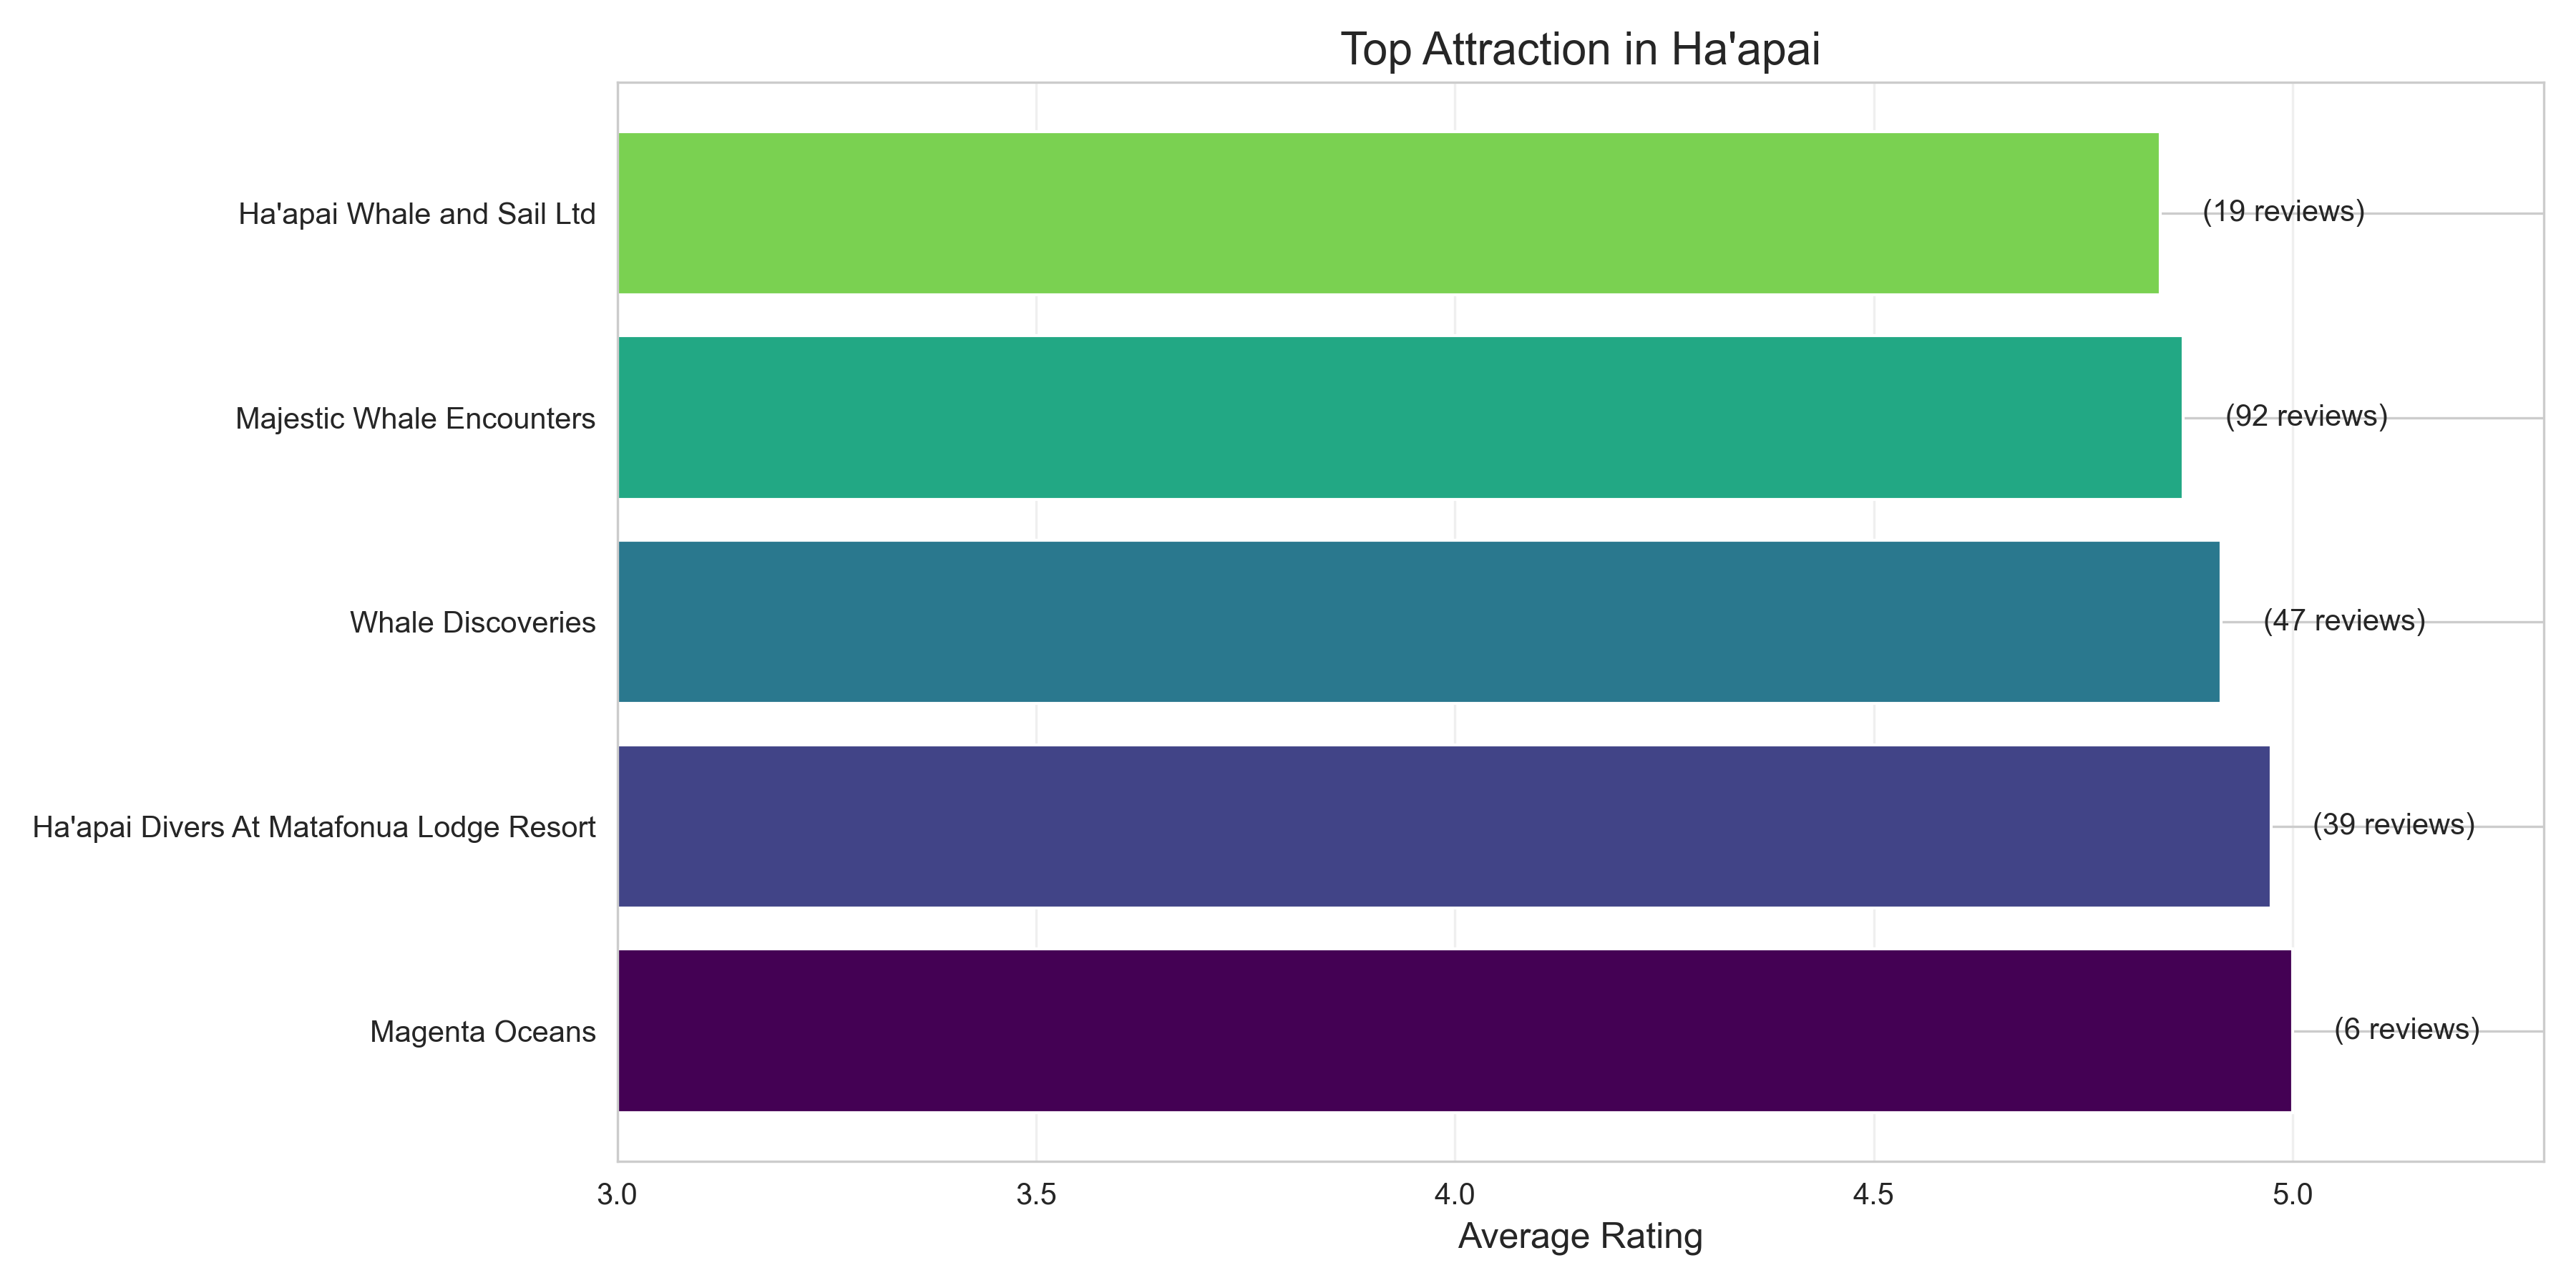 Top Attraction in Ha'apai
Ha'apai Whale and Sail Ltd
(19 reviews)
Majestic Whale Encounters
(92 reviews)
Whale Discoveries
(47 reviews)
Ha'apai Divers At Matafonua Lodge Resort
(39 reviews)
Magenta Oceans
(6 reviews)
3.0 3.5 4.0 4.5 5.0
Average Rating